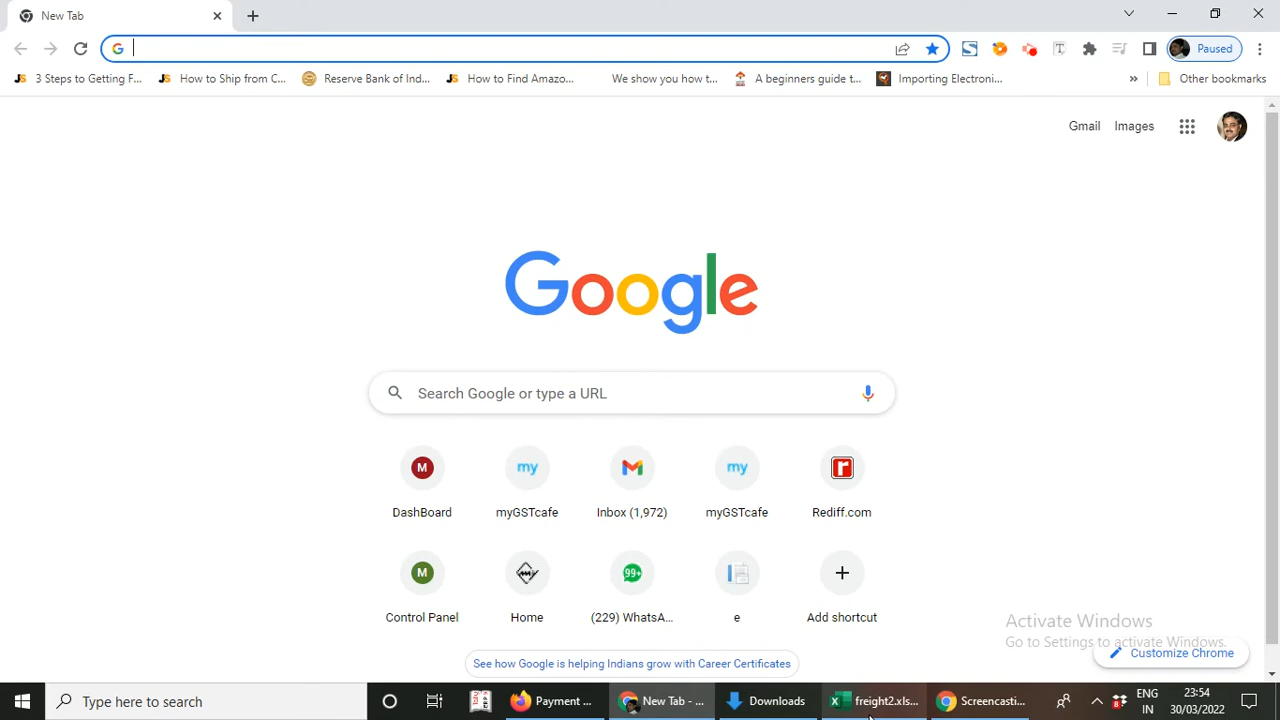 New Tab
Paused
3 Steps to Getting F...
How to Ship from C...
Reserve Bank of Ind...
How to Find Amazo...
We show you how t...
A beginners guide t...
Importing Electroni...
»
Other bookmarks
Gmail
Images
Google
Search Google or type a URL
M
my
my
r
DashBoard
myGSTcafe
Inbox (1,972)
myGSTcafe
Rediff.com
M
99+
Control Panel
Home
(229) WhatsA...
e
Add shortcut
Activate Windows
Go to Settings to activate Windows.
Customize Chrome
See how Google is helping Indians grow with Career Certificates
Type here to search
Payment ...
New Tab - ...
Downloads
freight2.xls...
Screencasti...
ENG
IN
23:54
30/03/2022